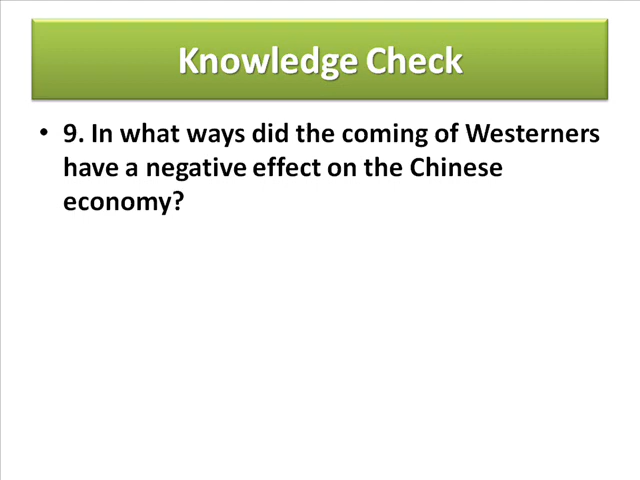 Knowledge Check
• 9. In what ways did the coming of Westerners
have a negative effect on the Chinese
economy?